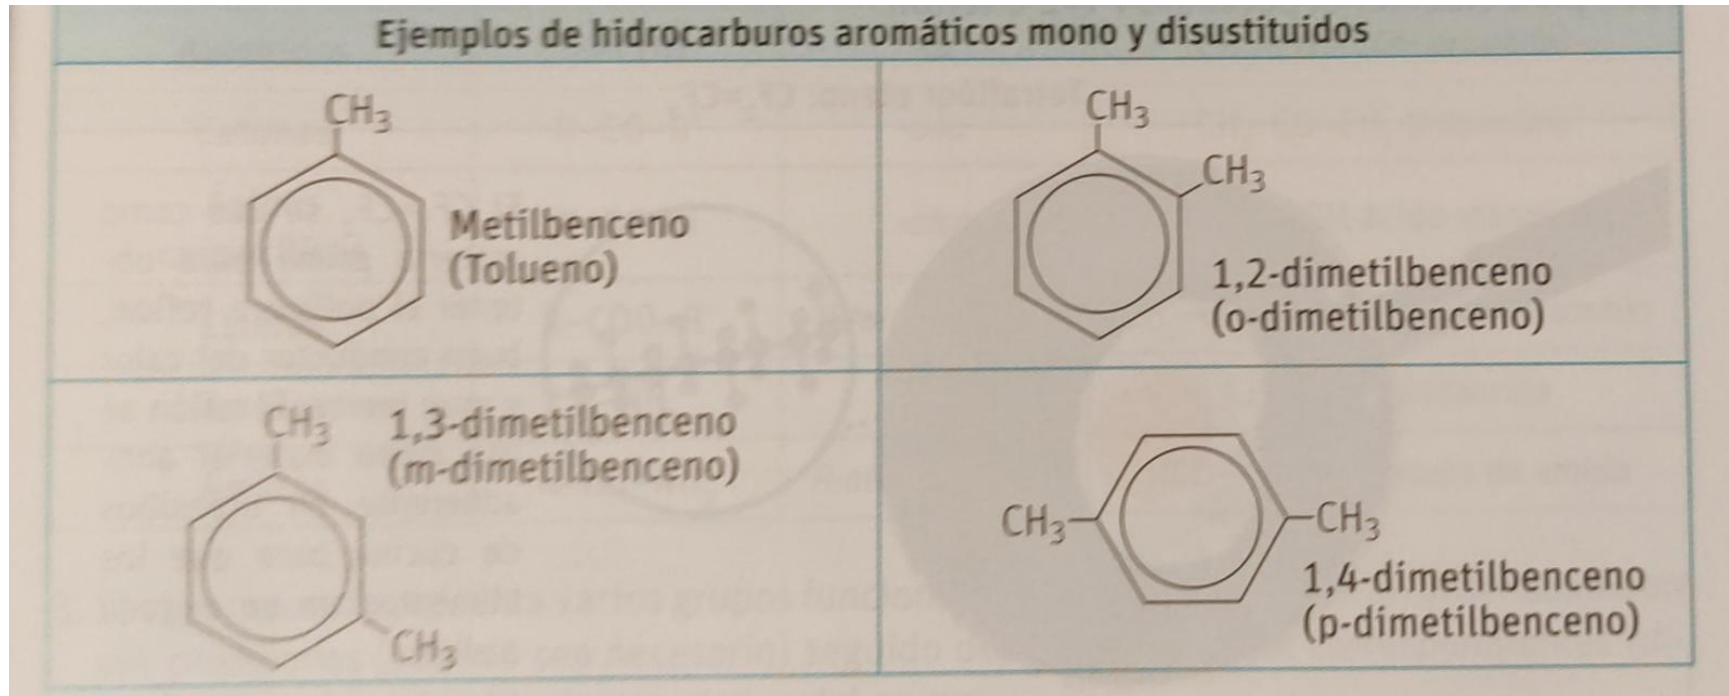 Ejemplos de hidrocarburos aromáticos mono y disustituidos
CH3
Metilbenceno
(Tolueno)
CH3
CH3
1,2-dimetilbenceno
(o-dimetilbenceno)
CH3
1,3-dimetilbenceno
(m-dimetilbenceno)
CH3
CH3
CH3
1,4-dimetilbenceno
(p-dimetilbenceno)